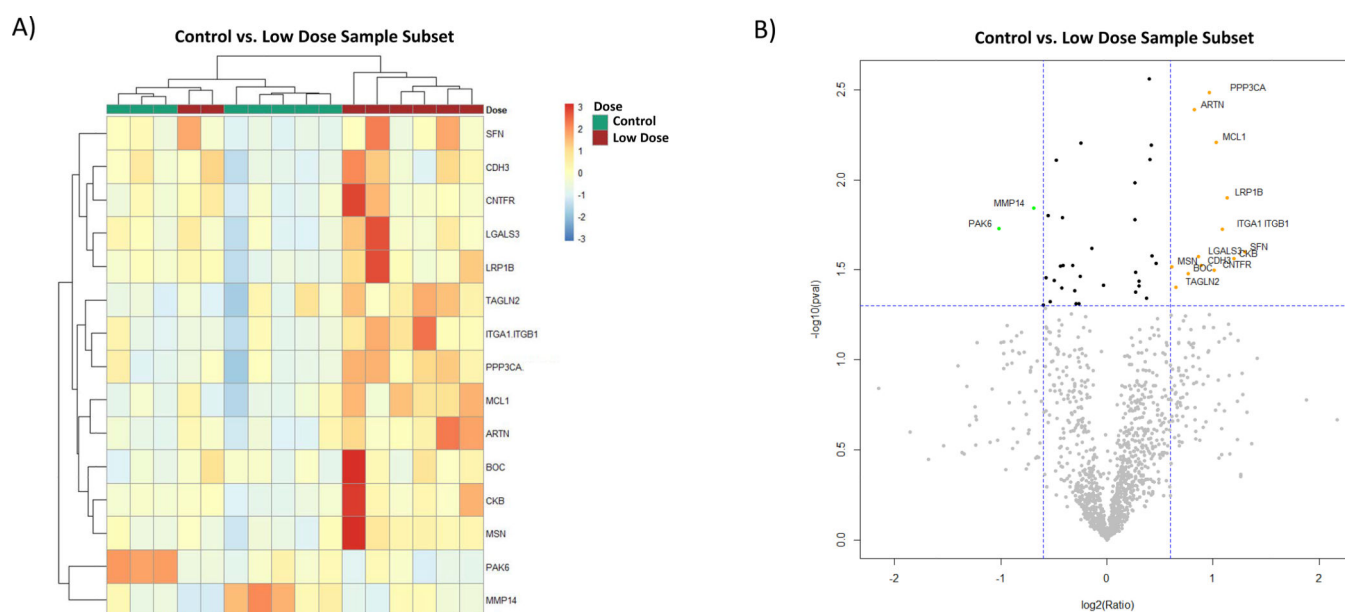 A)
Control vs. Low Dose Sample Subset
Dose
SFN
CDH3
CNTFR
LGALS3
LRP1B
TAGLN2
ITGA1.ITGB1
PPP3CA.
MCL1
ARTN
BOC
CKB
MSN
PAK6
MMP14
3
2
1
0
-1
-2
-3
Dose
Control
Low Dose
B)
Control vs. Low Dose Sample Subset
-log10(pval)
2.5
2.0
1.5
1.0
0.5
0.0
PPP3CA
ARTN
MCL1
LRP1B
MMP14
PAK6
ITGA1 ITGB1
SFN
LGALS3
CKB
MSN
CDH3
CNTFR
BOC
TAGLN2
-2
-1
0
1
2
log2(Ratio)